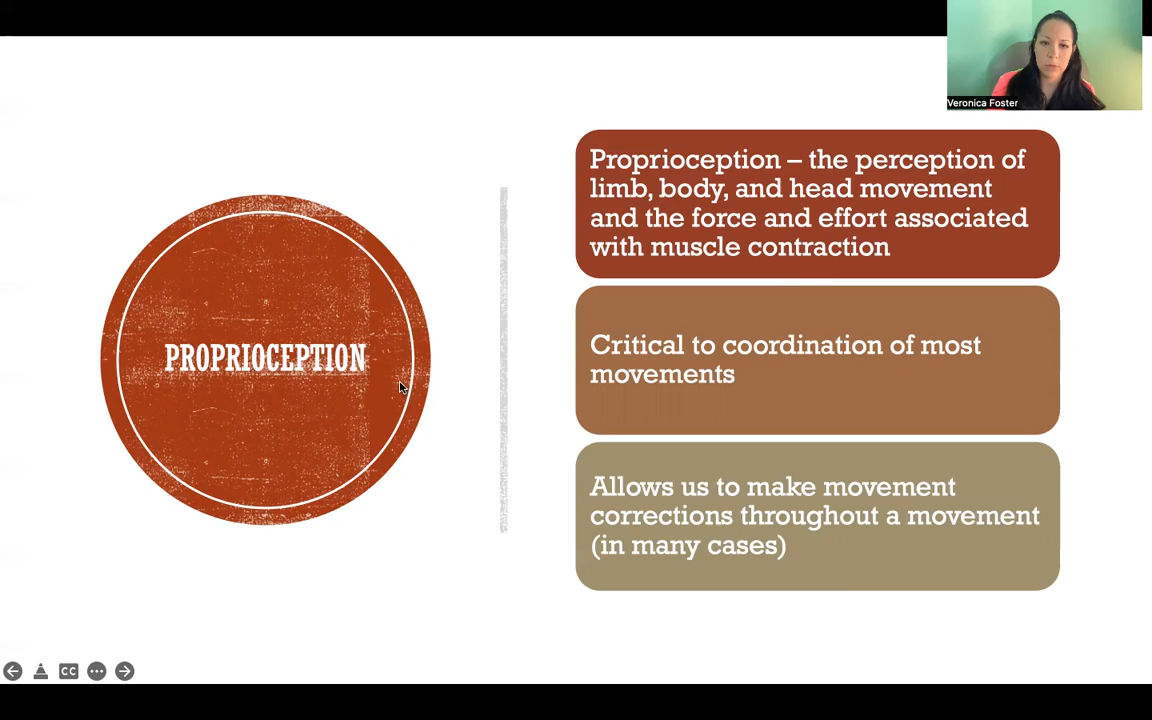 Veronica Foster
PROPRIOCEPTION
Proprioception – the perception of
limb, body, and head movement
and the force and effort associated
with muscle contraction
Critical to coordination of most
movements
Allows us to make movement
corrections throughout a movement
(in many cases)
CC